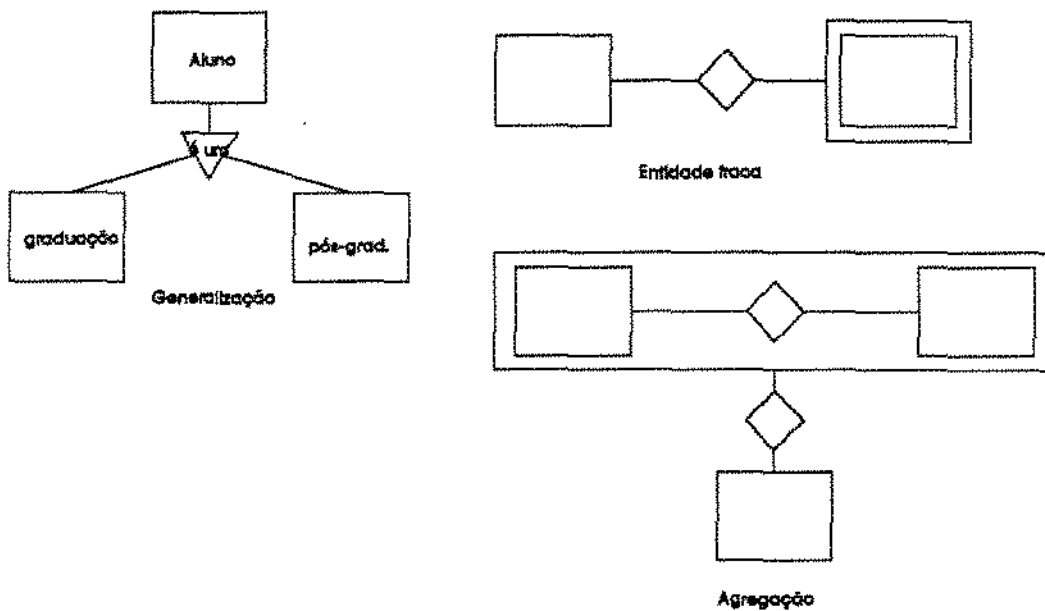 Aluno
é um
graduação
pós-grad.
Generalização
Entidade fraca
Agregação